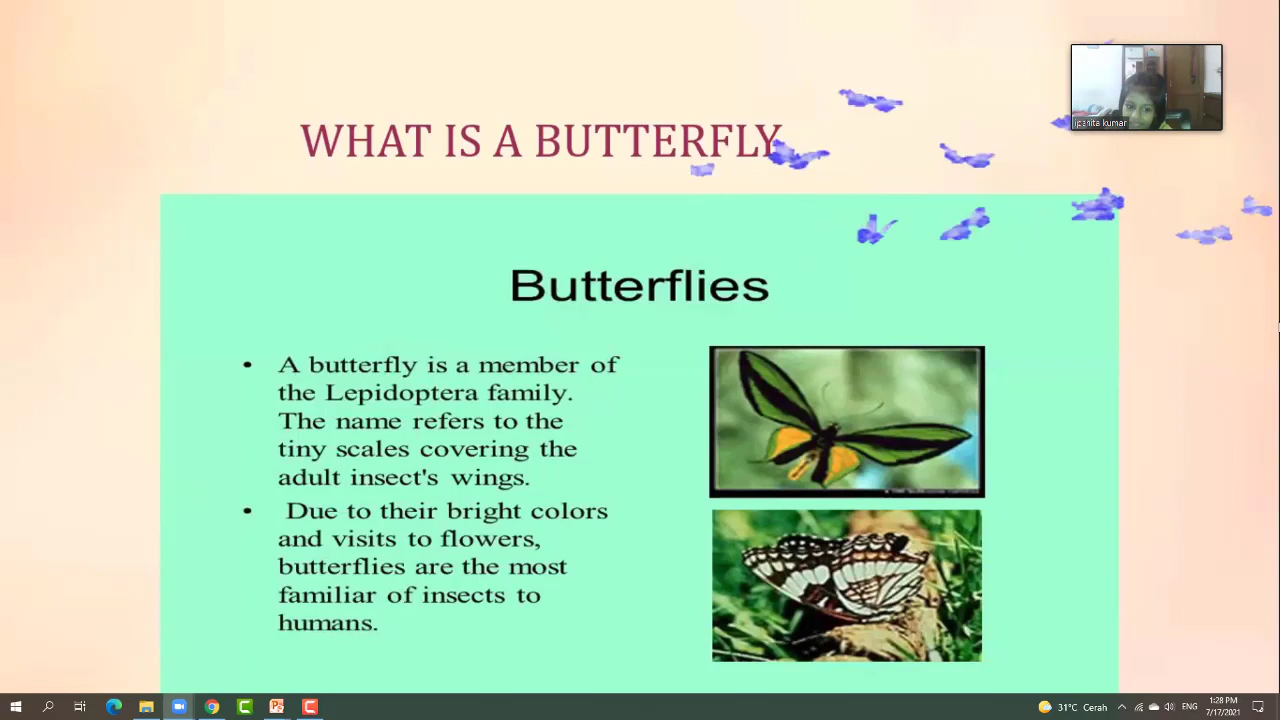 WHAT IS A BUTTERFLY
Butterflies
• A butterfly is a member of
the Lepidoptera family.
The name refers to the
tiny scales covering the
adult insect's wings.
• Due to their bright colors
and visits to flowers,
butterflies are the most
familiar of insects to
humans.
31°C Cerah
ENG
1:28 PM
7/17/2021